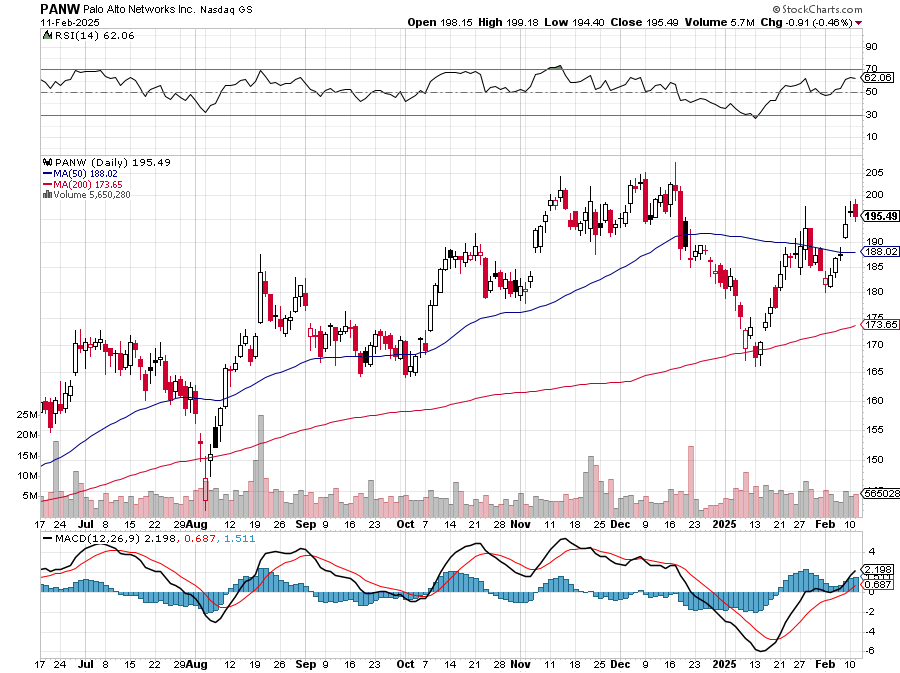 PANW Palo Alto Networks Inc. Nasdaq GS © StockCharts.com
11-Feb-2025 Open 198.15 High 199.18 Low 194.40 Close 195.49 Volume 5.7M Chg -0.91 (-0.46%)
RSI(14) 62.06
90
70
62.06
50
30
10
PANW (Daily) 195.49
MA(50) 188.02
MA(200) 173.65
Volume 5,650,280
205
200
195.49
190
188.02
185
180
175
173.65
170
165
160
155
150
25M
20M
15M
10M
5M
565028
17 24 Jul 8 15 22 29 Aug 12 19 26 Sep 9 16 23 Oct 7 14 21 28 Nov 11 18 25 Dec 9 16 23 2025 13 21 27 Feb 10
MACD(12,26,9) 2.198, 0.687, 1.511
4
2.198
1.511
0.687
0
-2
-4
-6
17 24 Jul 8 15 22 29 Aug 12 19 26 Sep 9 16 23 Oct 7 14 21 28 Nov 11 18 25 Dec 9 16 23 2025 13 21 27 Feb 10